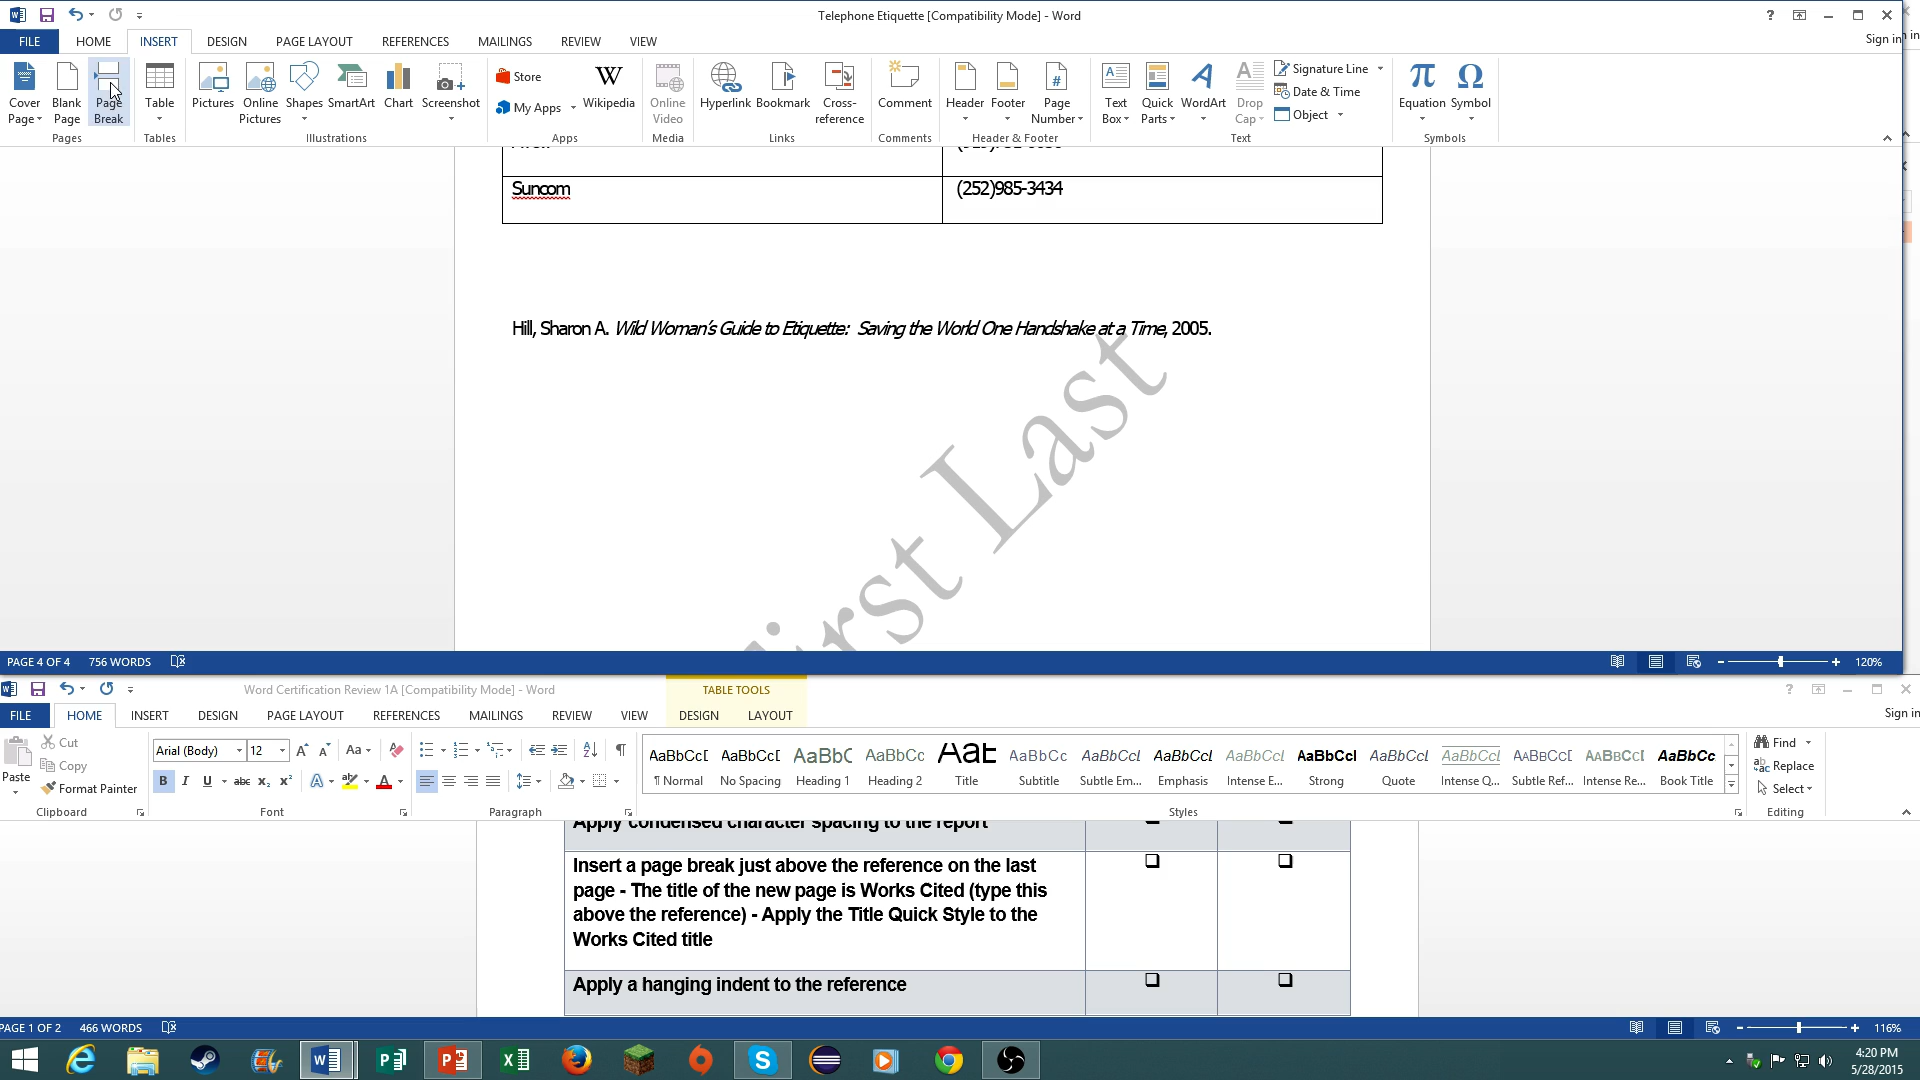 Telephone Etiquette [Compatibility Mode] - Word
FILE HOME INSERT DESIGN PAGE LAYOUT REFERENCES MAILINGS REVIEW VIEW
Sign in
Cover Page
Blank Page
Page Break
Table
Pictures
Online Pictures
Shapes
SmartArt
Chart
Screenshot
Store
My Apps
Wikipedia
Online Video
Hyperlink
Bookmark
Cross-reference
Comment
Header
Footer
Page Number
Text Box
Quick Parts
WordArt
Drop Cap
Signature Line
Date & Time
Object
Equation
Symbol
Pages Tables Illustrations Apps Media Links Comments Header & Footer Text Symbols
Suncom (252)985-3434
Hill, Sharon A. Wild Woman's Guide to Etiquette: Saving the World One Handshake at a Time, 2005.
First Last
PAGE 4 OF 4 756 WORDS 120%
Word Certification Review 1A [Compatibility Mode] - Word
TABLE TOOLS
FILE HOME INSERT DESIGN PAGE LAYOUT REFERENCES MAILINGS REVIEW VIEW DESIGN LAYOUT
Sign in
Paste
Cut
Copy
Format Painter
Arial (Body) 12
AaBbCcD AaBbCcD AaBbC AaBbCc AaB AaBbCc AaBbCcL AaBbCcL AaBbCcL AaBbCcL AaBbCcL AaBbCcL AaBbCcD AaBbCcD AaBbCc
¶ Normal No Spacing Heading 1 Heading 2 Title Subtitle Subtle Em... Emphasis Intense E... Strong Quote Intense Q... Subtle Ref... Intense Re... Book Title
Find
Replace
Select
Clipboard Font Paragraph Styles Editing
Apply condensed character spacing to the report
Insert a page break just above the reference on the last
page - The title of the new page is Works Cited (type this
above the reference) - Apply the Title Quick Style to the
Works Cited title
Apply a hanging indent to the reference
PAGE 1 OF 2 466 WORDS 116%
4:20 PM
5/28/2015